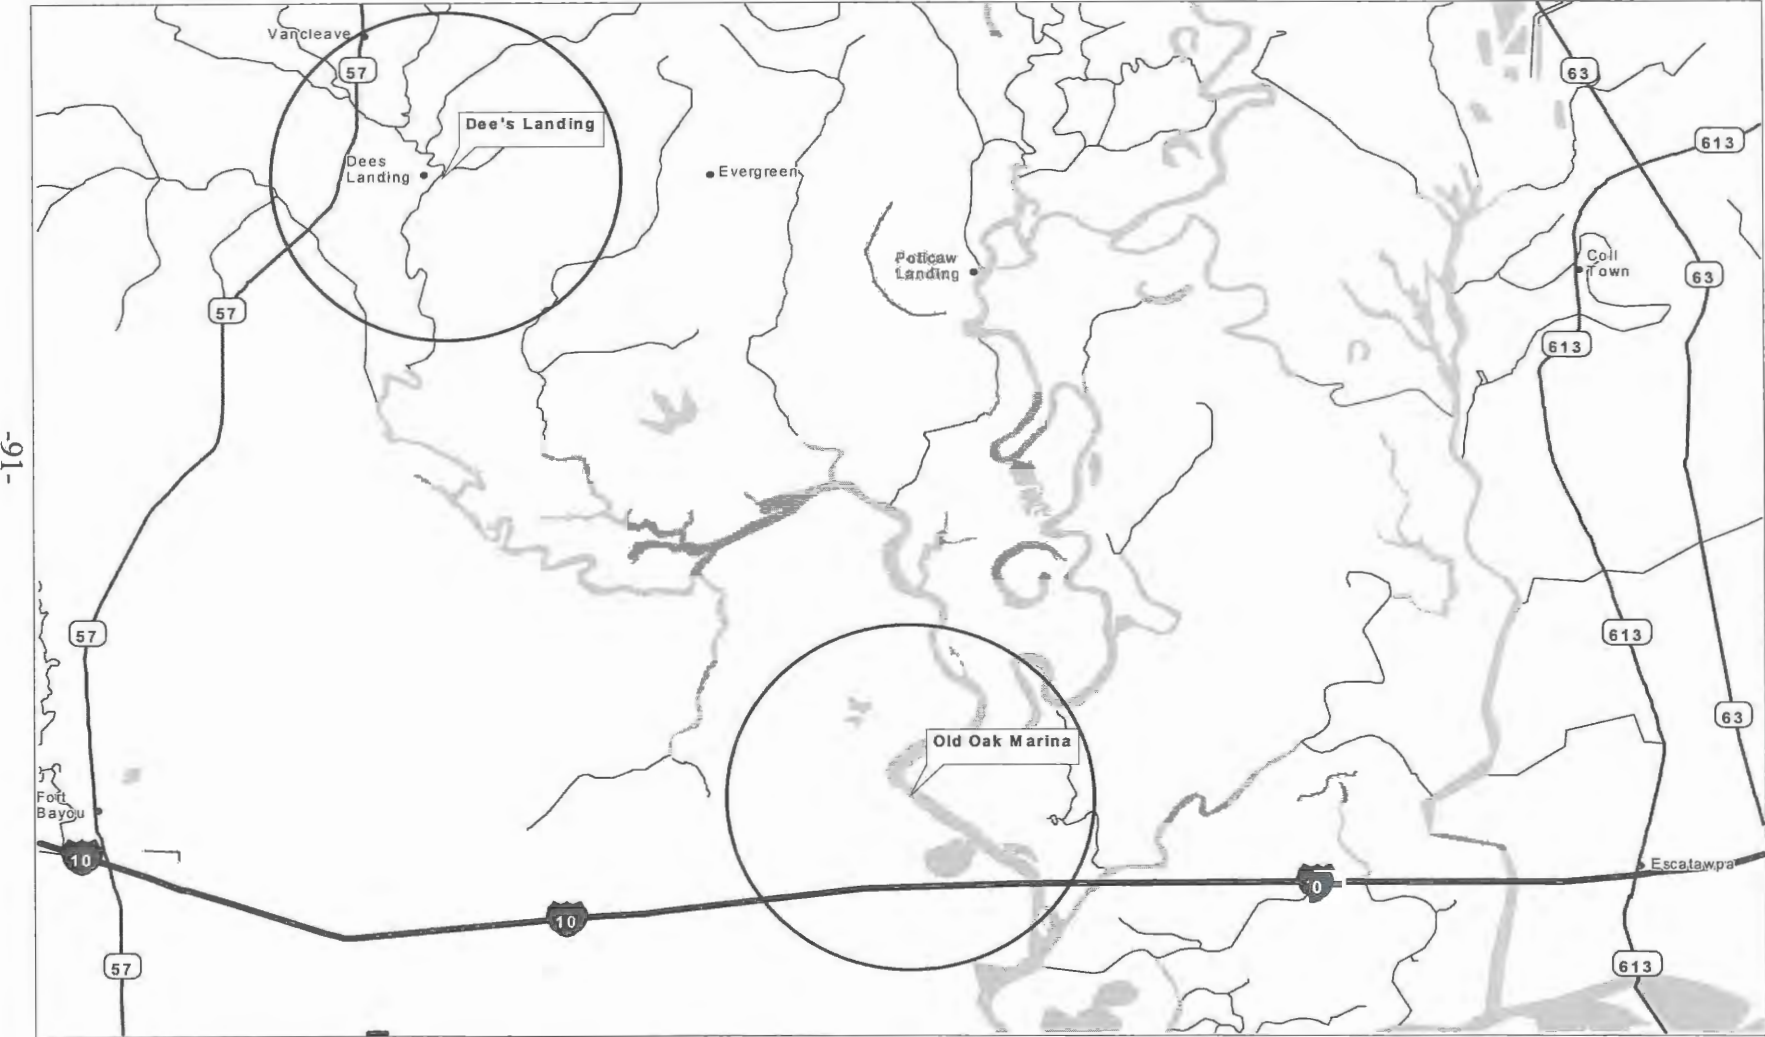 Vancleave
57
63
Dee's Landing
613
Dees
Landing
Evergreen
Poticaw
Landing
Coll
Town
63
57
613
-91-
57
613
63
Old Oak Marina
Fort
Bayou
10
Escatawpa
0
10
57
613